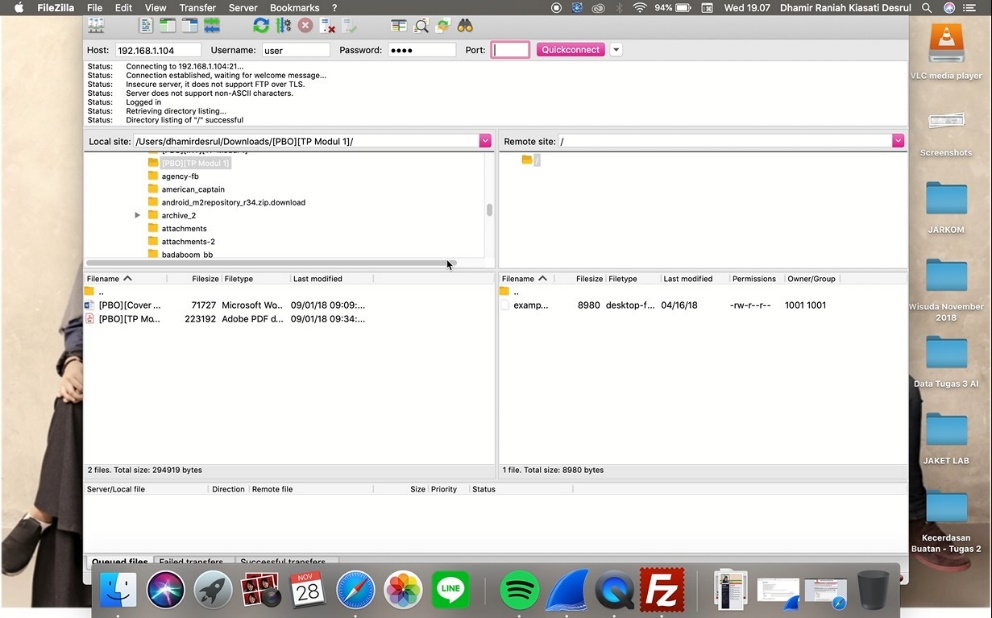 FileZilla File Edit View Transfer Server Bookmarks ? 94% Wed 19.07 Dhamir Raniah Kiasati Desrul
Host: 192.168.1.104 Username: user Password: •••• Port: Quickconnect
Status: Connecting to 192.168.1.104:21...
Status: Connection established, waiting for welcome message...
Status: Insecure server, it does not support FTP over TLS.
Status: Server does not support non-ASCII characters.
Status: Logged in
Status: Retrieving directory listing...
Status: Directory listing of "/" successful
Local site: /Users/dhamirdesrul/Downloads/[PBO][TP Modul 1]/
Remote site: /
[PBO][TP Modul 1]
agency-fb
american_captain
android_m2repository_r34.zip.download
archive_2
attachments
attachments-2
badaboom bb
/
Filename Filesize Filetype Last modified
..
[PBO][Cover ... 71727 Microsoft Wo... 09/01/18 09:09:...
[PBO][TP Mo... 223192 Adobe PDF d... 09/01/18 09:34:...
2 files. Total size: 294919 bytes
Filename Filesize Filetype Last modified Permissions Owner/Group
..
examp... 8980 desktop-f... 04/16/18 -rw-r--r-- 1001 1001
1 file. Total size: 8980 bytes
Server/Local file Direction Remote file Size Priority Status
Queued files Failed transfers Successful transfers
VLC media player
Screenshots
JARKOM
Wisuda November
2018
Data Tugas 3 AI
JAKET LAB
Kecerdasan
Buatan - Tugas 2
NOV
28
LINE
Fz